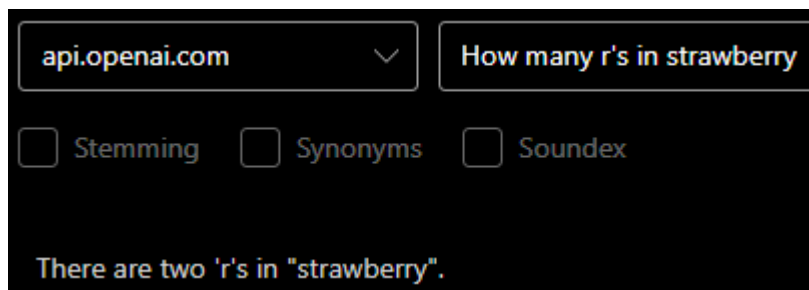 api.openai.com How many r's in strawberry
Stemming Synonyms Soundex
There are two 'r's in "strawberry".